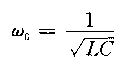 ω₀ = 1/√LC